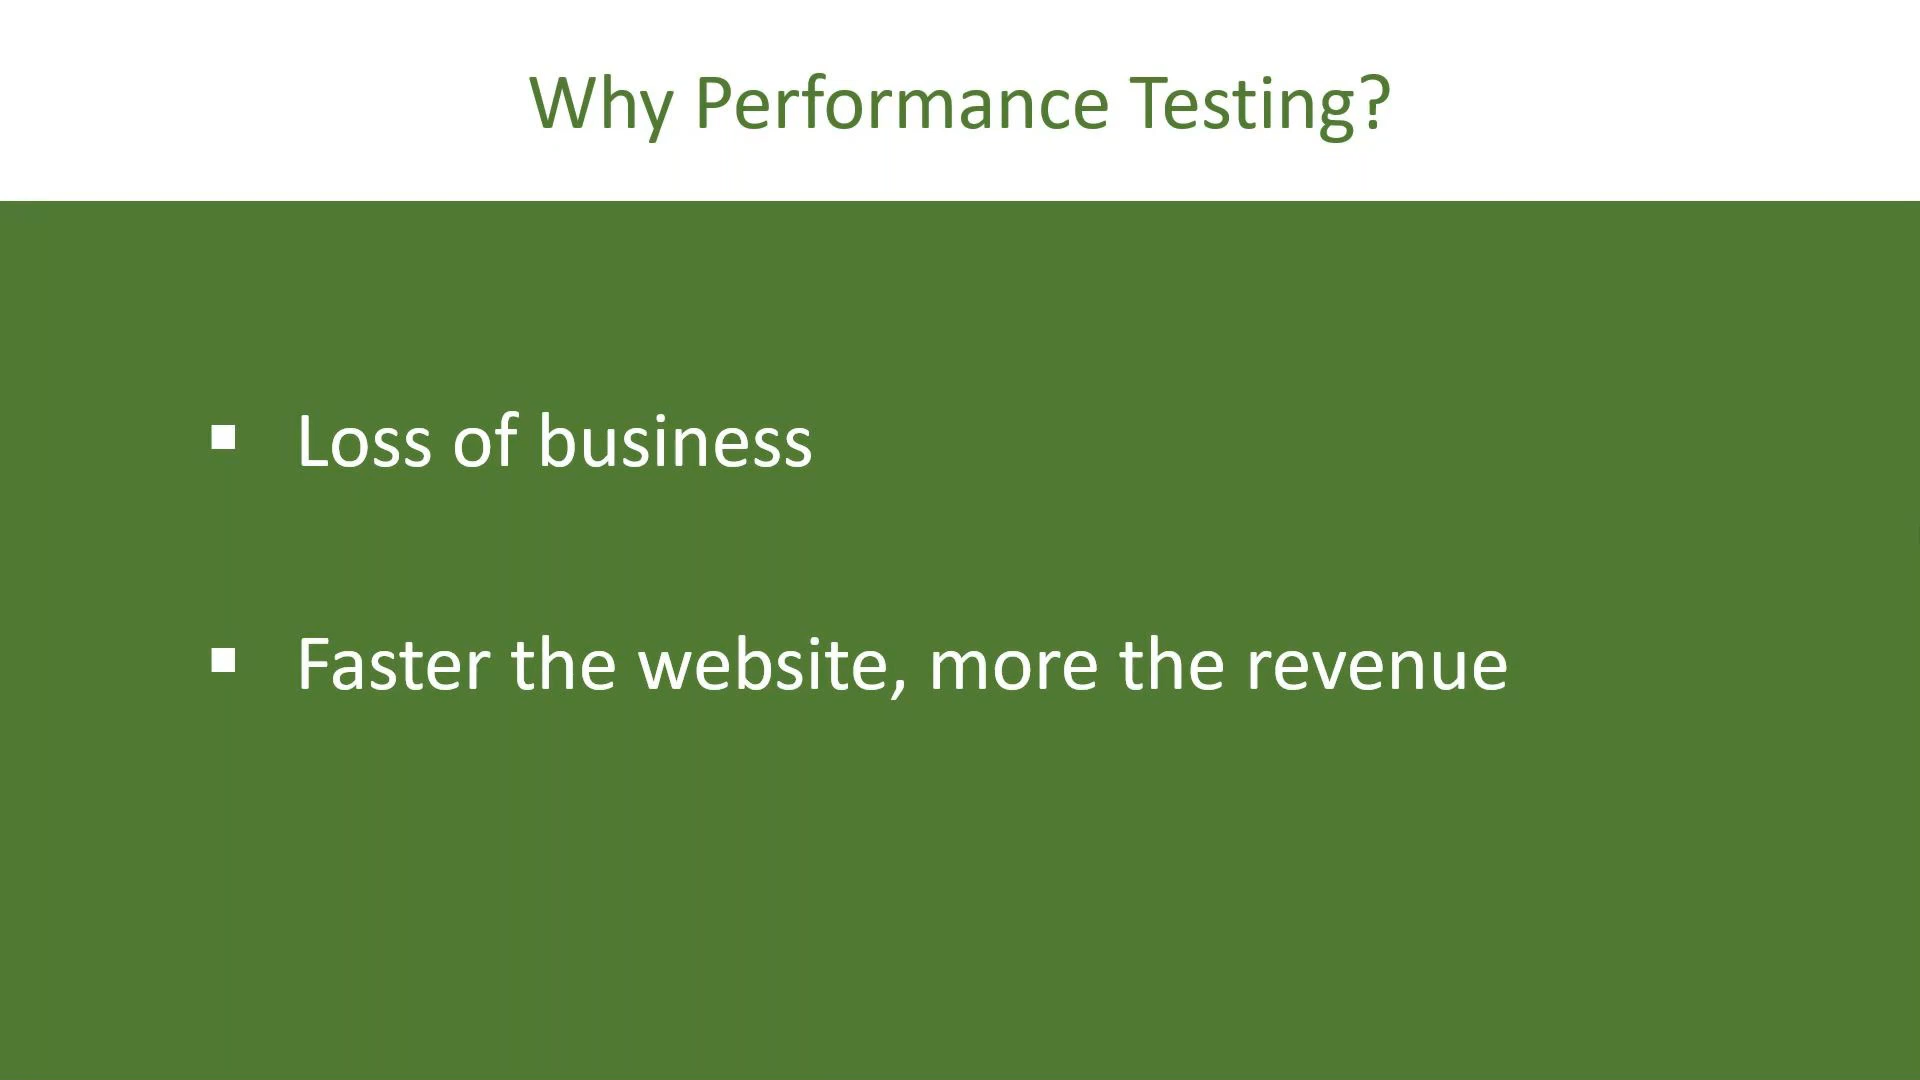 Why Performance Testing?
▪ Loss of business
▪ Faster the website, more the revenue